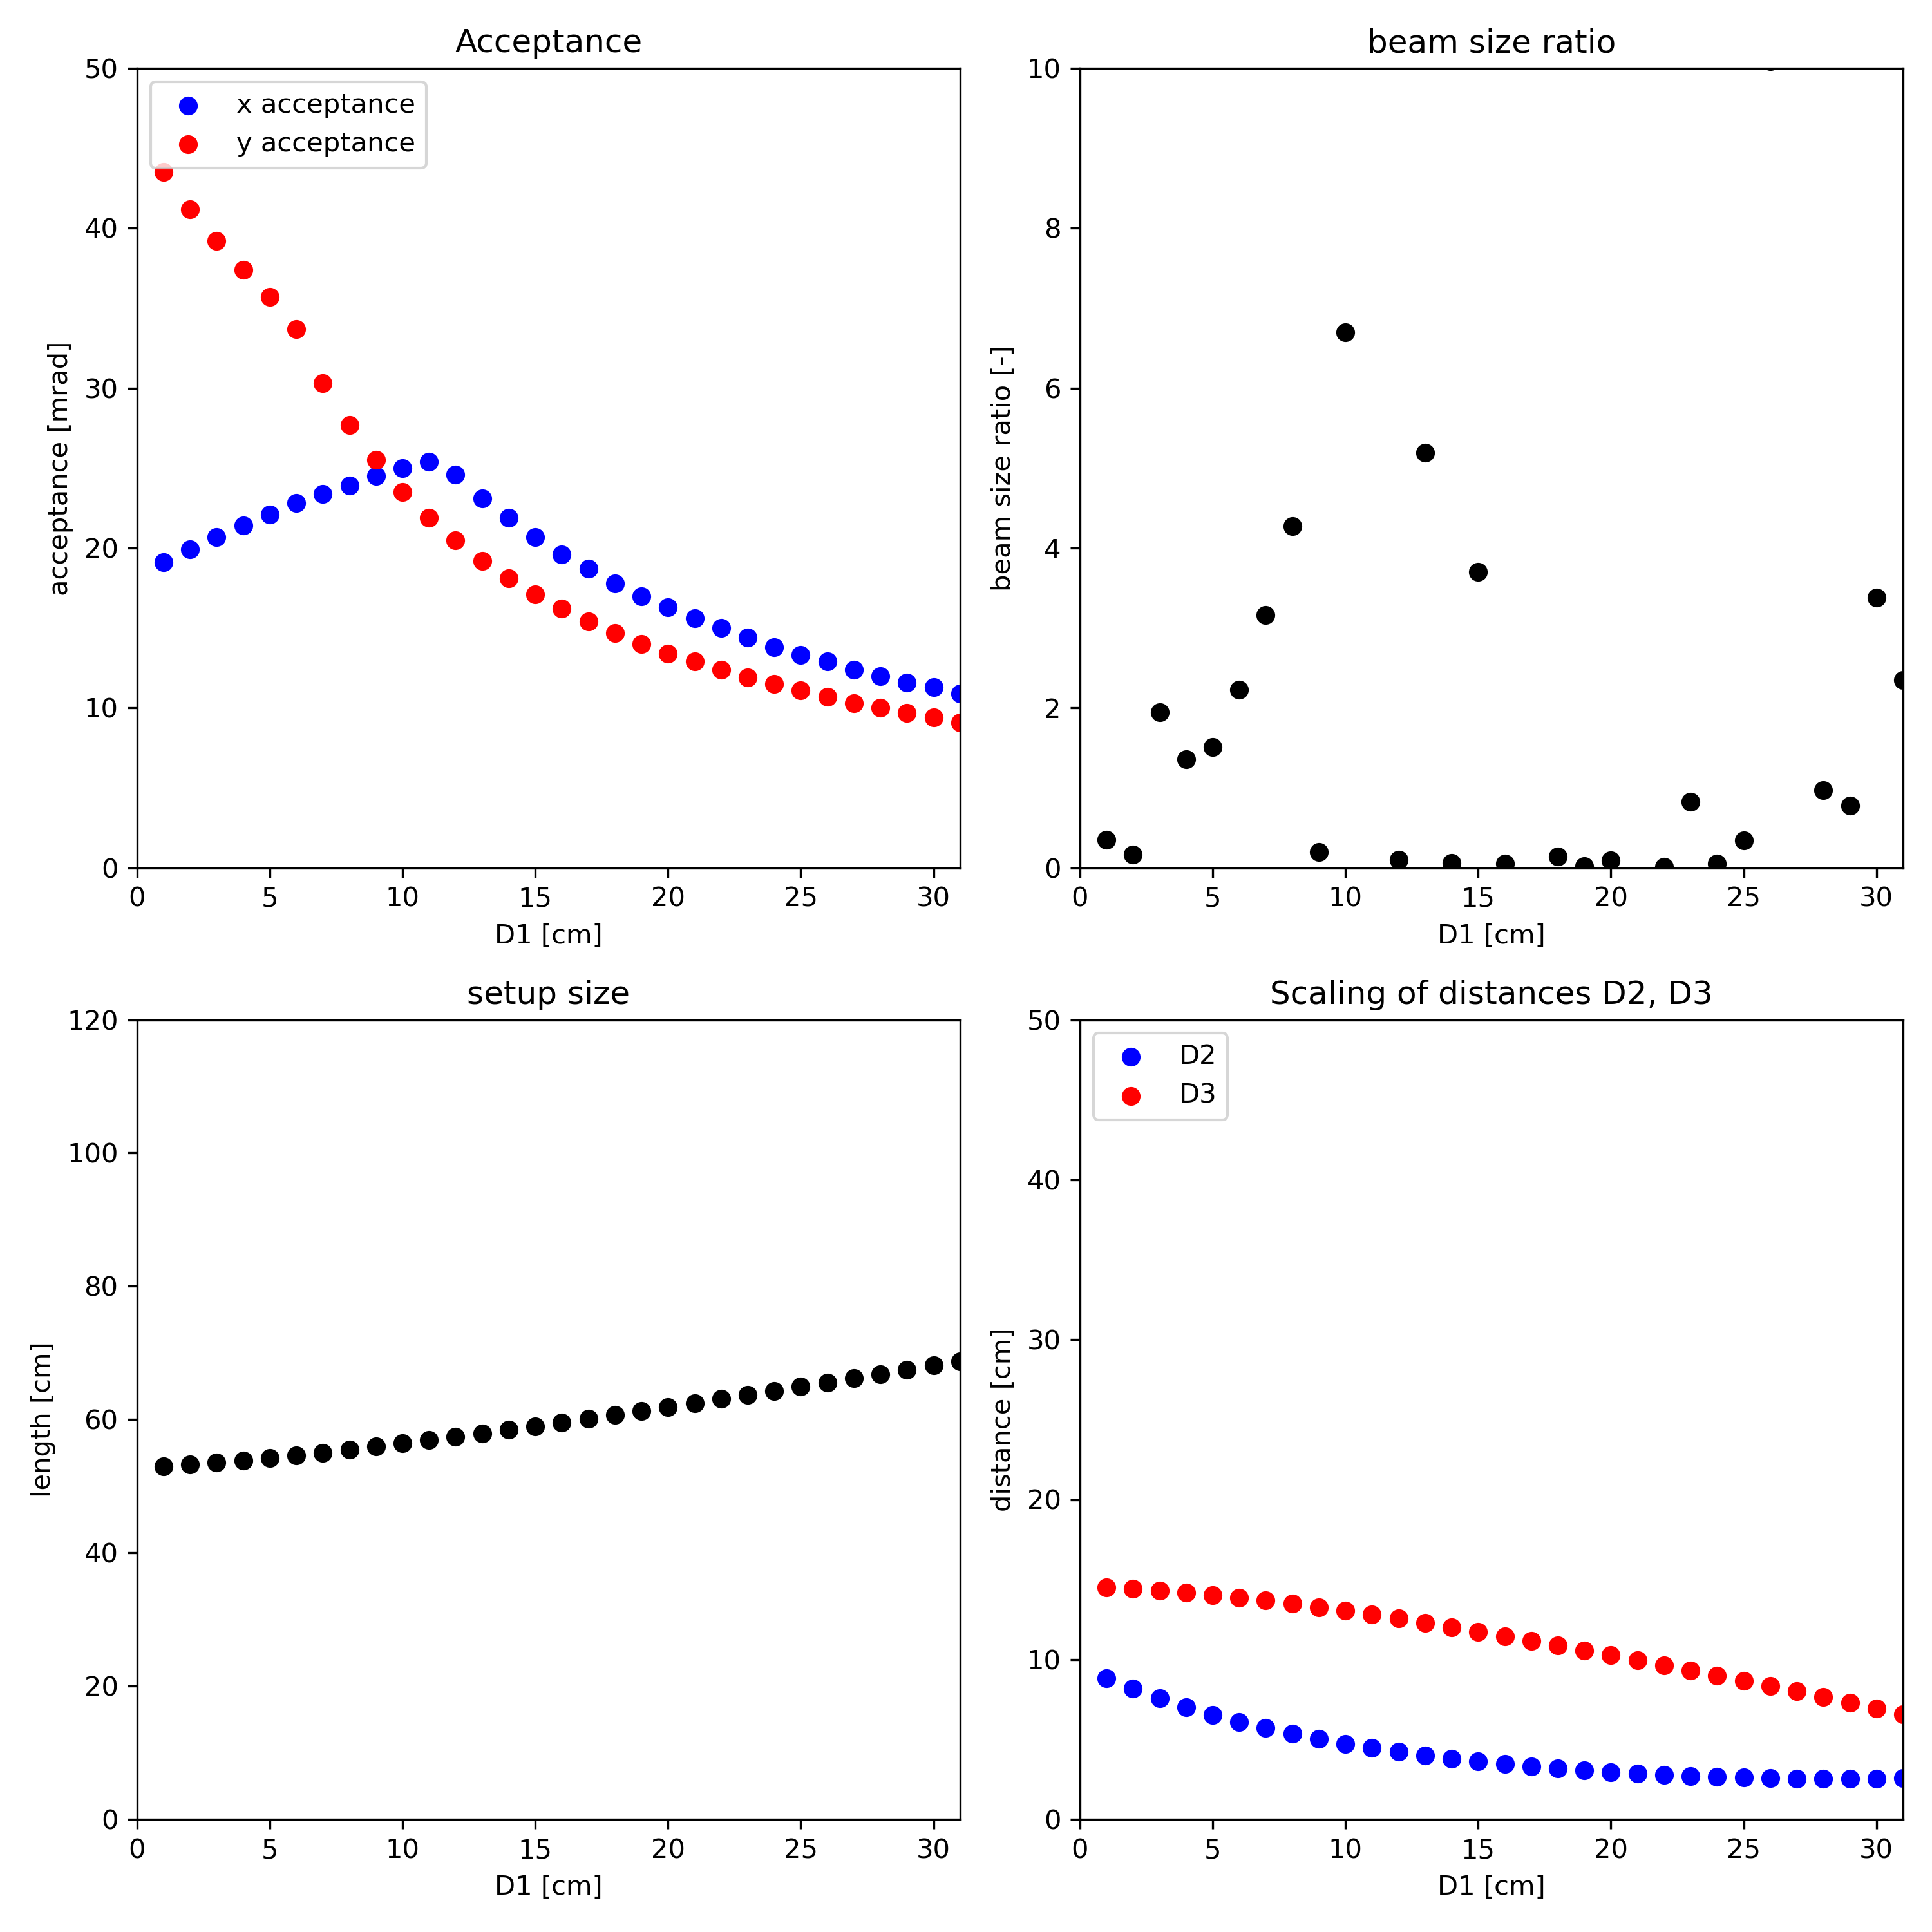 Acceptance
50
40
30
20
10
0
acceptance [mrad]
x acceptance
y acceptance
0 5 10 15 20 25 30
D1 [cm]
beam size ratio
10
8
6
4
2
0
beam size ratio [-]
0 5 10 15 20 25 30
D1 [cm]
setup size
120
100
80
60
40
20
0
length [cm]
0 5 10 15 20 25 30
D1 [cm]
Scaling of distances D2, D3
50
40
30
20
10
0
distance [cm]
D2
D3
0 5 10 15 20 25 30
D1 [cm]